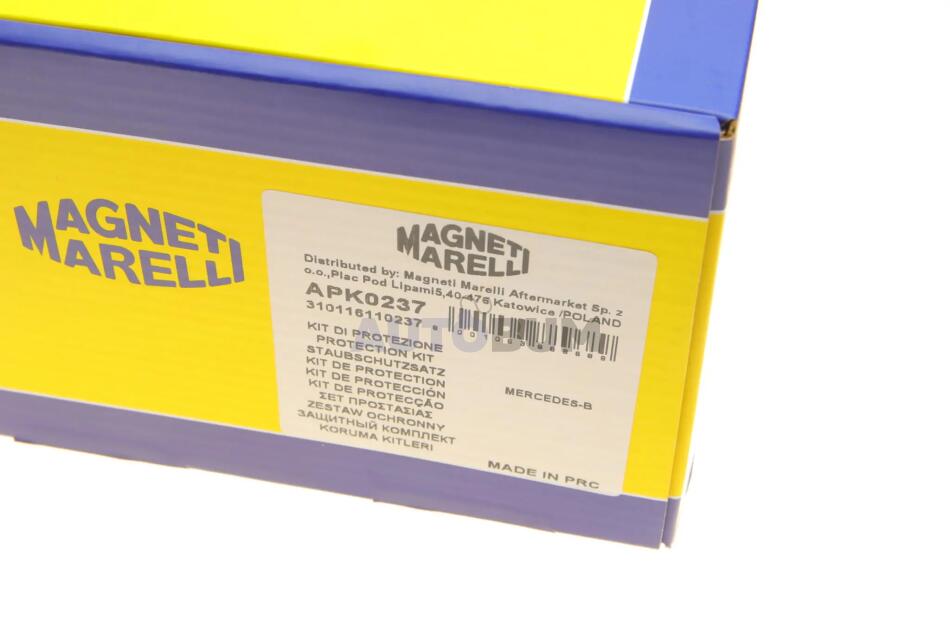 MAGNETI
MARELLI
MAGNETI
MARELLI
Distributed by: Magneti Marelli Aftermarket Sp. z
o.o.,Plac Pod Lipami5,40-476 Katowice /POLAND
APK0237
310116110237
AUTOBUM
KIT DI PROTEZIONE
PROTECTION KIT
STAUBSCHUTZSATZ
KIT DE PROTECTION
KIT DE PROTECCIÓN
KIT DE PROTECÇÃO
ΣΕΤ ΠΡΟΣΤΑΣΙΑΣ
ZESTAW OCHRONNY
ЗАЩИТНЫЙ КОМПЛЕКТ
KORUMA KITLERI
MERCEDES-B
MADE IN PRC